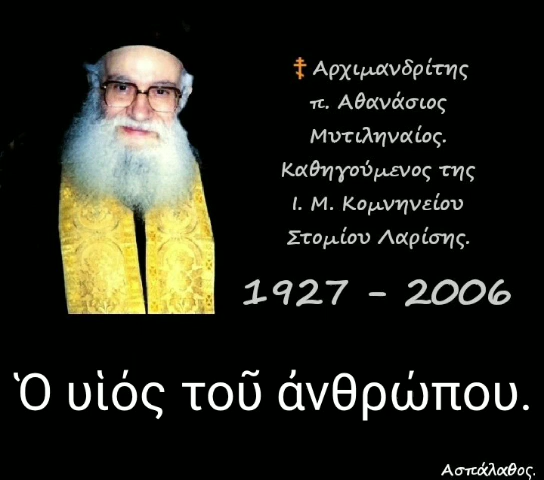 ☦ Αρχιμανδρίτης
π. Αθανάσιος
Μυτιληναίος.
Καθηγούμενος της
Ι. Μ. Κομνηνείου
Στομίου Λαρίσης.
1927 - 2006
Ὁ υἱός τοῦ ἀνθρώπου.
Ασπάλαθος.